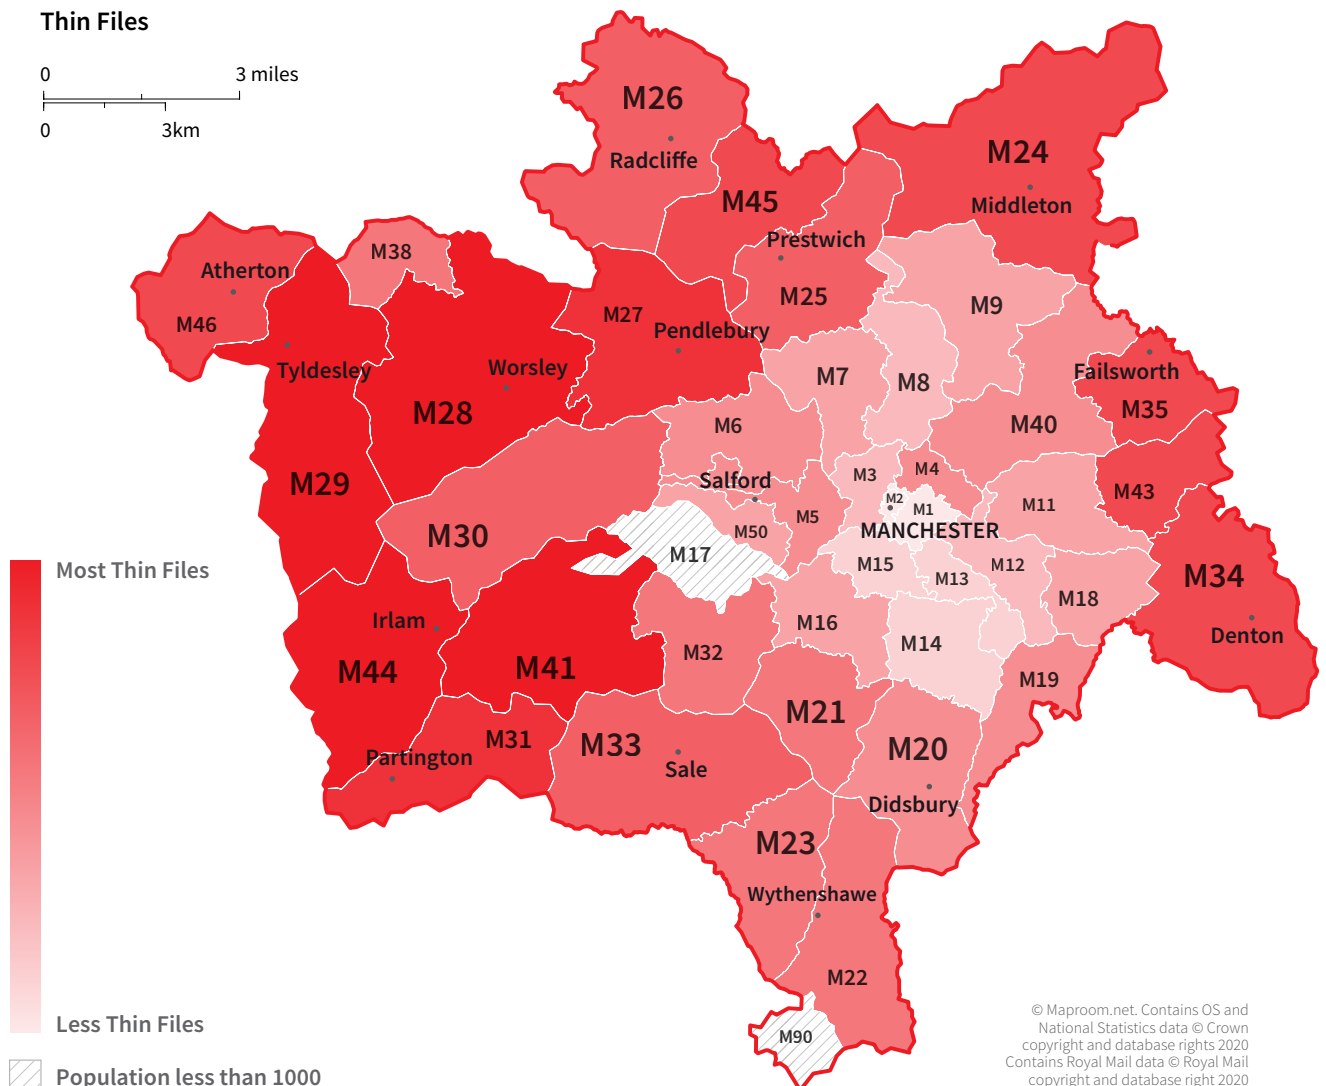 Thin Files
0 3 miles
0 3km
M26
Radcliffe
M24
Middleton
M45
Prestwich
M38
Atherton
M25
M9
M46
M27
Pendlebury
Tyldesley
Worsley
M7
M8
Failsworth
M28
M35
M6
M40
M29
Salford
M3
M4
M43
M2
M1
M11
M5
M50
MANCHESTER
M30
M17
M15
M13
M12
M34
Most Thin Files
M18
Irlam
M16
Denton
M44
M41
M32
M14
M19
M21
M31
M33
M20
Partington
Sale
Didsbury
M23
Wythenshawe
M22
Less Thin Files
M90
Population less than 1000
© Maproom.net. Contains OS and
National Statistics data © Crown
copyright and database rights 2020
Contains Royal Mail data © Royal Mail
copyright and database right 2020